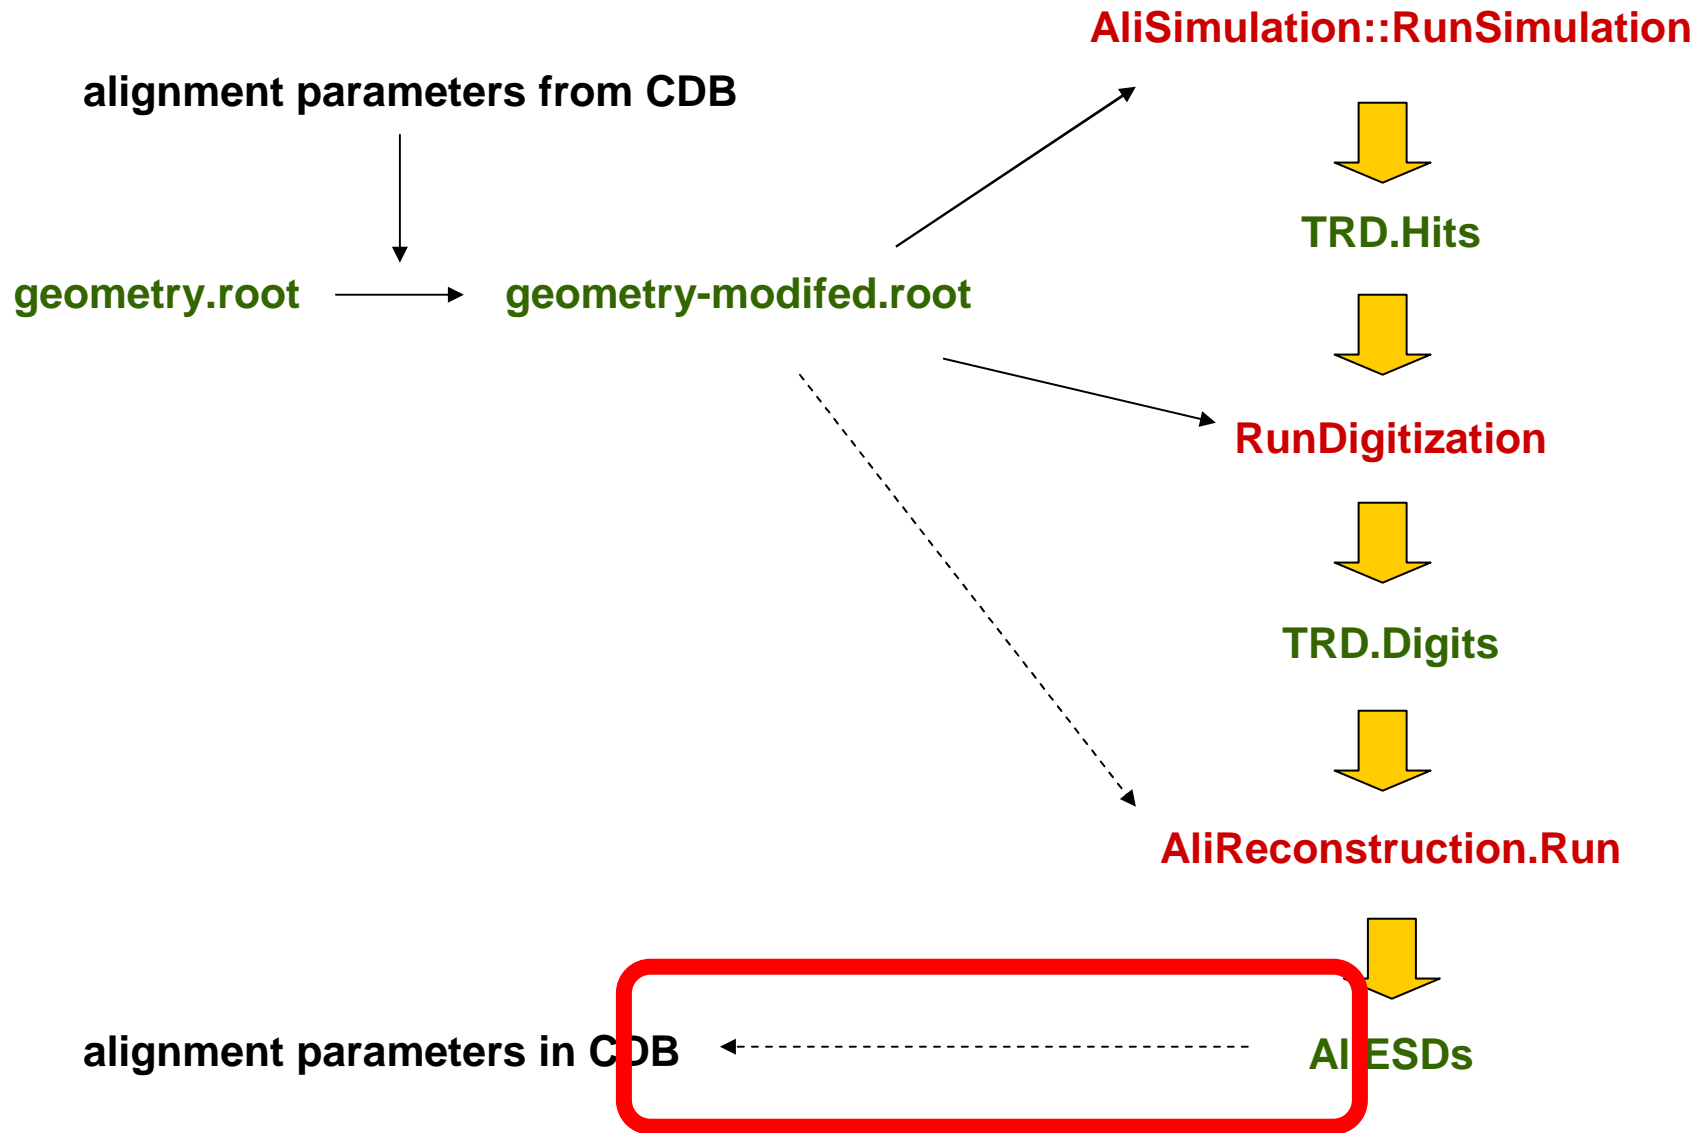 AliSimulation::RunSimulation
alignment parameters from CDB
TRD.Hits
geometry.root
geometry-modifed.root
RunDigitization
TRD.Digits
AliReconstruction.Run
alignment parameters in CDB
AliESDs